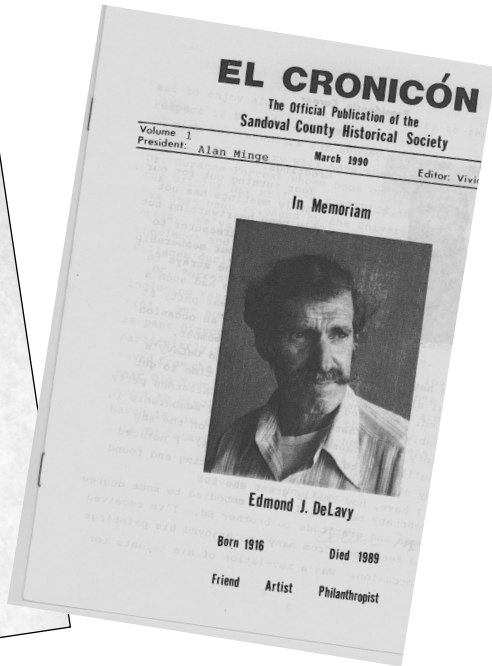 EL CRONICÓN
The Official Publication of the
Sandoval County Historical Society
Volume 1
President: Alan Minge
March 1990
Editor:
In Memoriam
Edmond J. DeLavy
Born 1916 Died 1989
Friend Artist Philanthropist